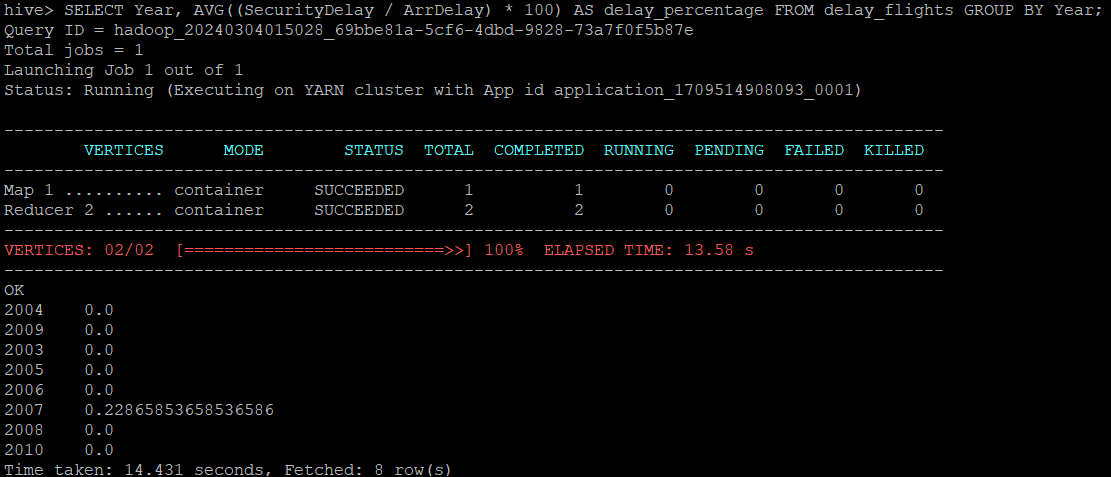 hive> SELECT Year, AVG((SecurityDelay / ArrDelay) * 100) AS delay_percentage FROM delay_flights GROUP BY Year;
Query ID = hadoop_20240304015028_69bbe81a-5cf6-4dbd-9828-73a7f0f5b87e
Total jobs = 1
Launching Job 1 out of 1
Status: Running (Executing on YARN cluster with App id application_1709514908093_0001)
----------------------------------------------------------------------------------------------
        VERTICES      MODE        STATUS  TOTAL  COMPLETED  RUNNING  PENDING  FAILED  KILLED
----------------------------------------------------------------------------------------------
Map 1 .......... container     SUCCEEDED      1          1        0        0       0       0
Reducer 2 ...... container     SUCCEEDED      2          2        0        0       0       0
----------------------------------------------------------------------------------------------
VERTICES: 02/02  [==========================>>] 100%  ELAPSED TIME: 13.58 s
----------------------------------------------------------------------------------------------
OK
2004    0.0
2009    0.0
2003    0.0
2005    0.0
2006    0.0
2007    0.22865853658536586
2008    0.0
2010    0.0
Time taken: 14.431 seconds, Fetched: 8 row(s)